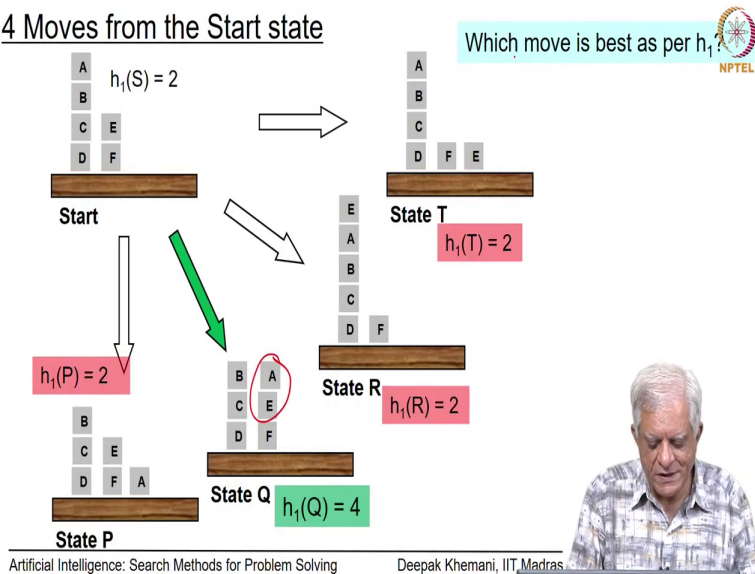 4 Moves from the Start state
Which move is best as per h₁?
NPTEL
A
B
C E
D F
h₁(S) = 2
Start
A
B
C
D F E
State T
h₁(T) = 2
E
A
B
C
D F
State R
h₁(R) = 2
h₁(P) = 2
B
C E
D F A
State P
B A
C E
D F
State Q
h₁(Q) = 4
Artificial Intelligence: Search Methods for Problem Solving
Deepak Khemani, IIT Madras